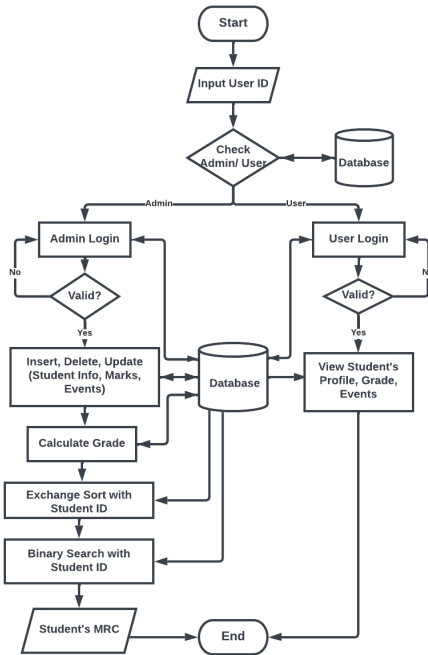 Start
Input User ID
Check
Admin/ User
Database
Admin
User
Admin Login
User Login
No
Valid?
Valid?
Yes
Yes
Insert, Delete, Update
(Student Info, Marks,
Events)
Database
View Student's
Profile, Grade,
Events
Calculate Grade
Exchange Sort with
Student ID
Binary Search with
Student ID
Student's MRC
End